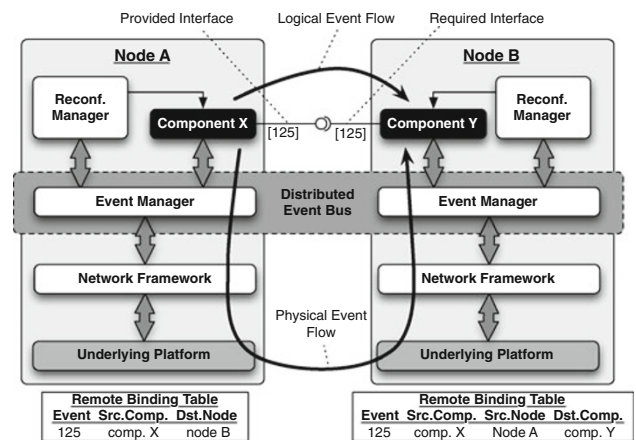 Provided Interface
Logical Event Flow
Required Interface
Node A
Node B
Reconf.
Manager
Component X
[125]
[125]
Component Y
Reconf.
Manager
Event Manager
Distributed
Event Bus
Event Manager
Network Framework
Network Framework
Physical Event
Flow
Underlying Platform
Underlying Platform
Remote Binding Table
Event Src.Comp. Dst.Node
125 comp. X node B
Remote Binding Table
Event Src.Comp. Src.Node Dst.Comp.
125 comp. X Node A comp. Y